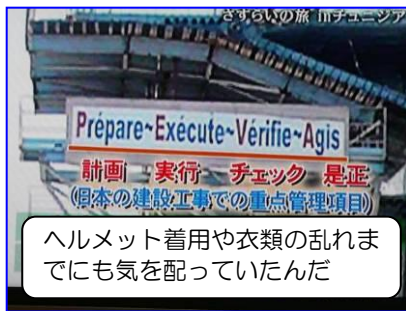 さすらいの旅 inチュニジア
Prépare~Exécute~Vérifie~Agis
計画 実行 チェック 是正
(日本の建設工事での重点管理項目)
ヘルメット着用や衣類の乱れま
でにも気を配っていたんだ